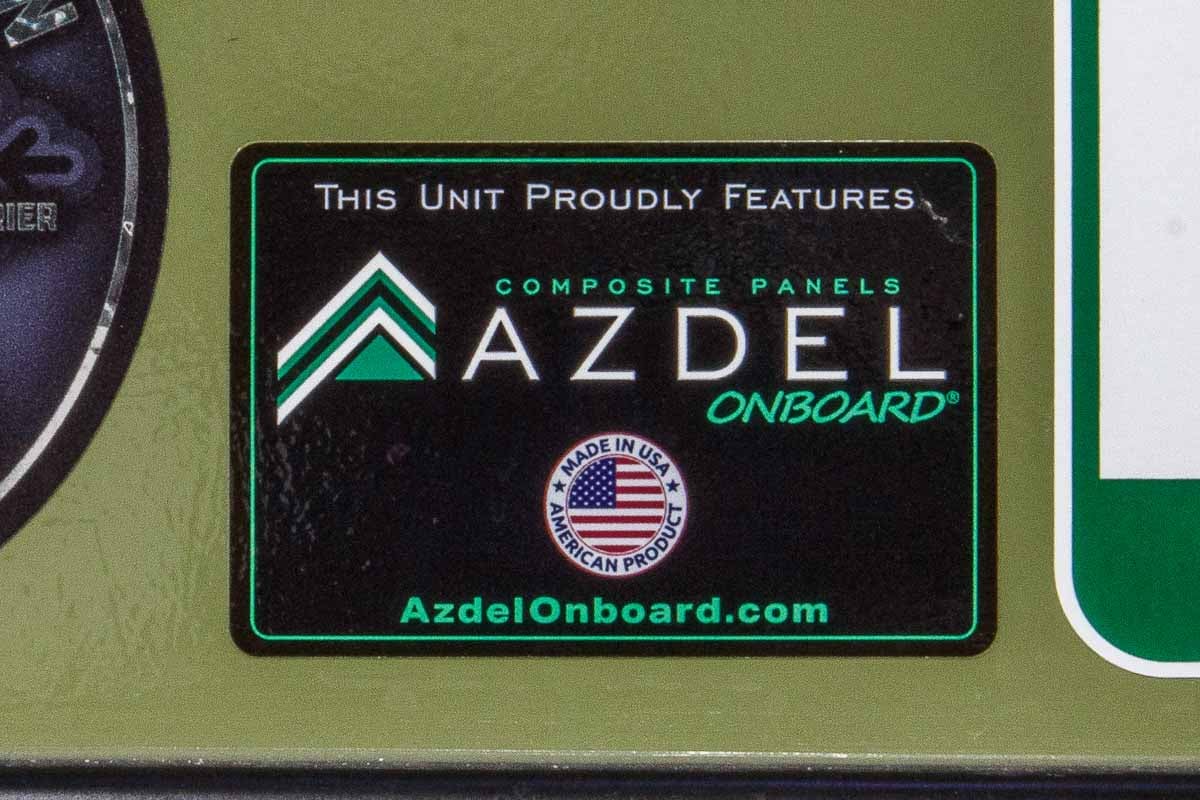 THIS UNIT PROUDLY FEATURES
COMPOSITE PANELS
AZDEL
ONBOARD®
★ MADE IN USA ★
AMERICAN PRODUCT
AzdelOnboard.com